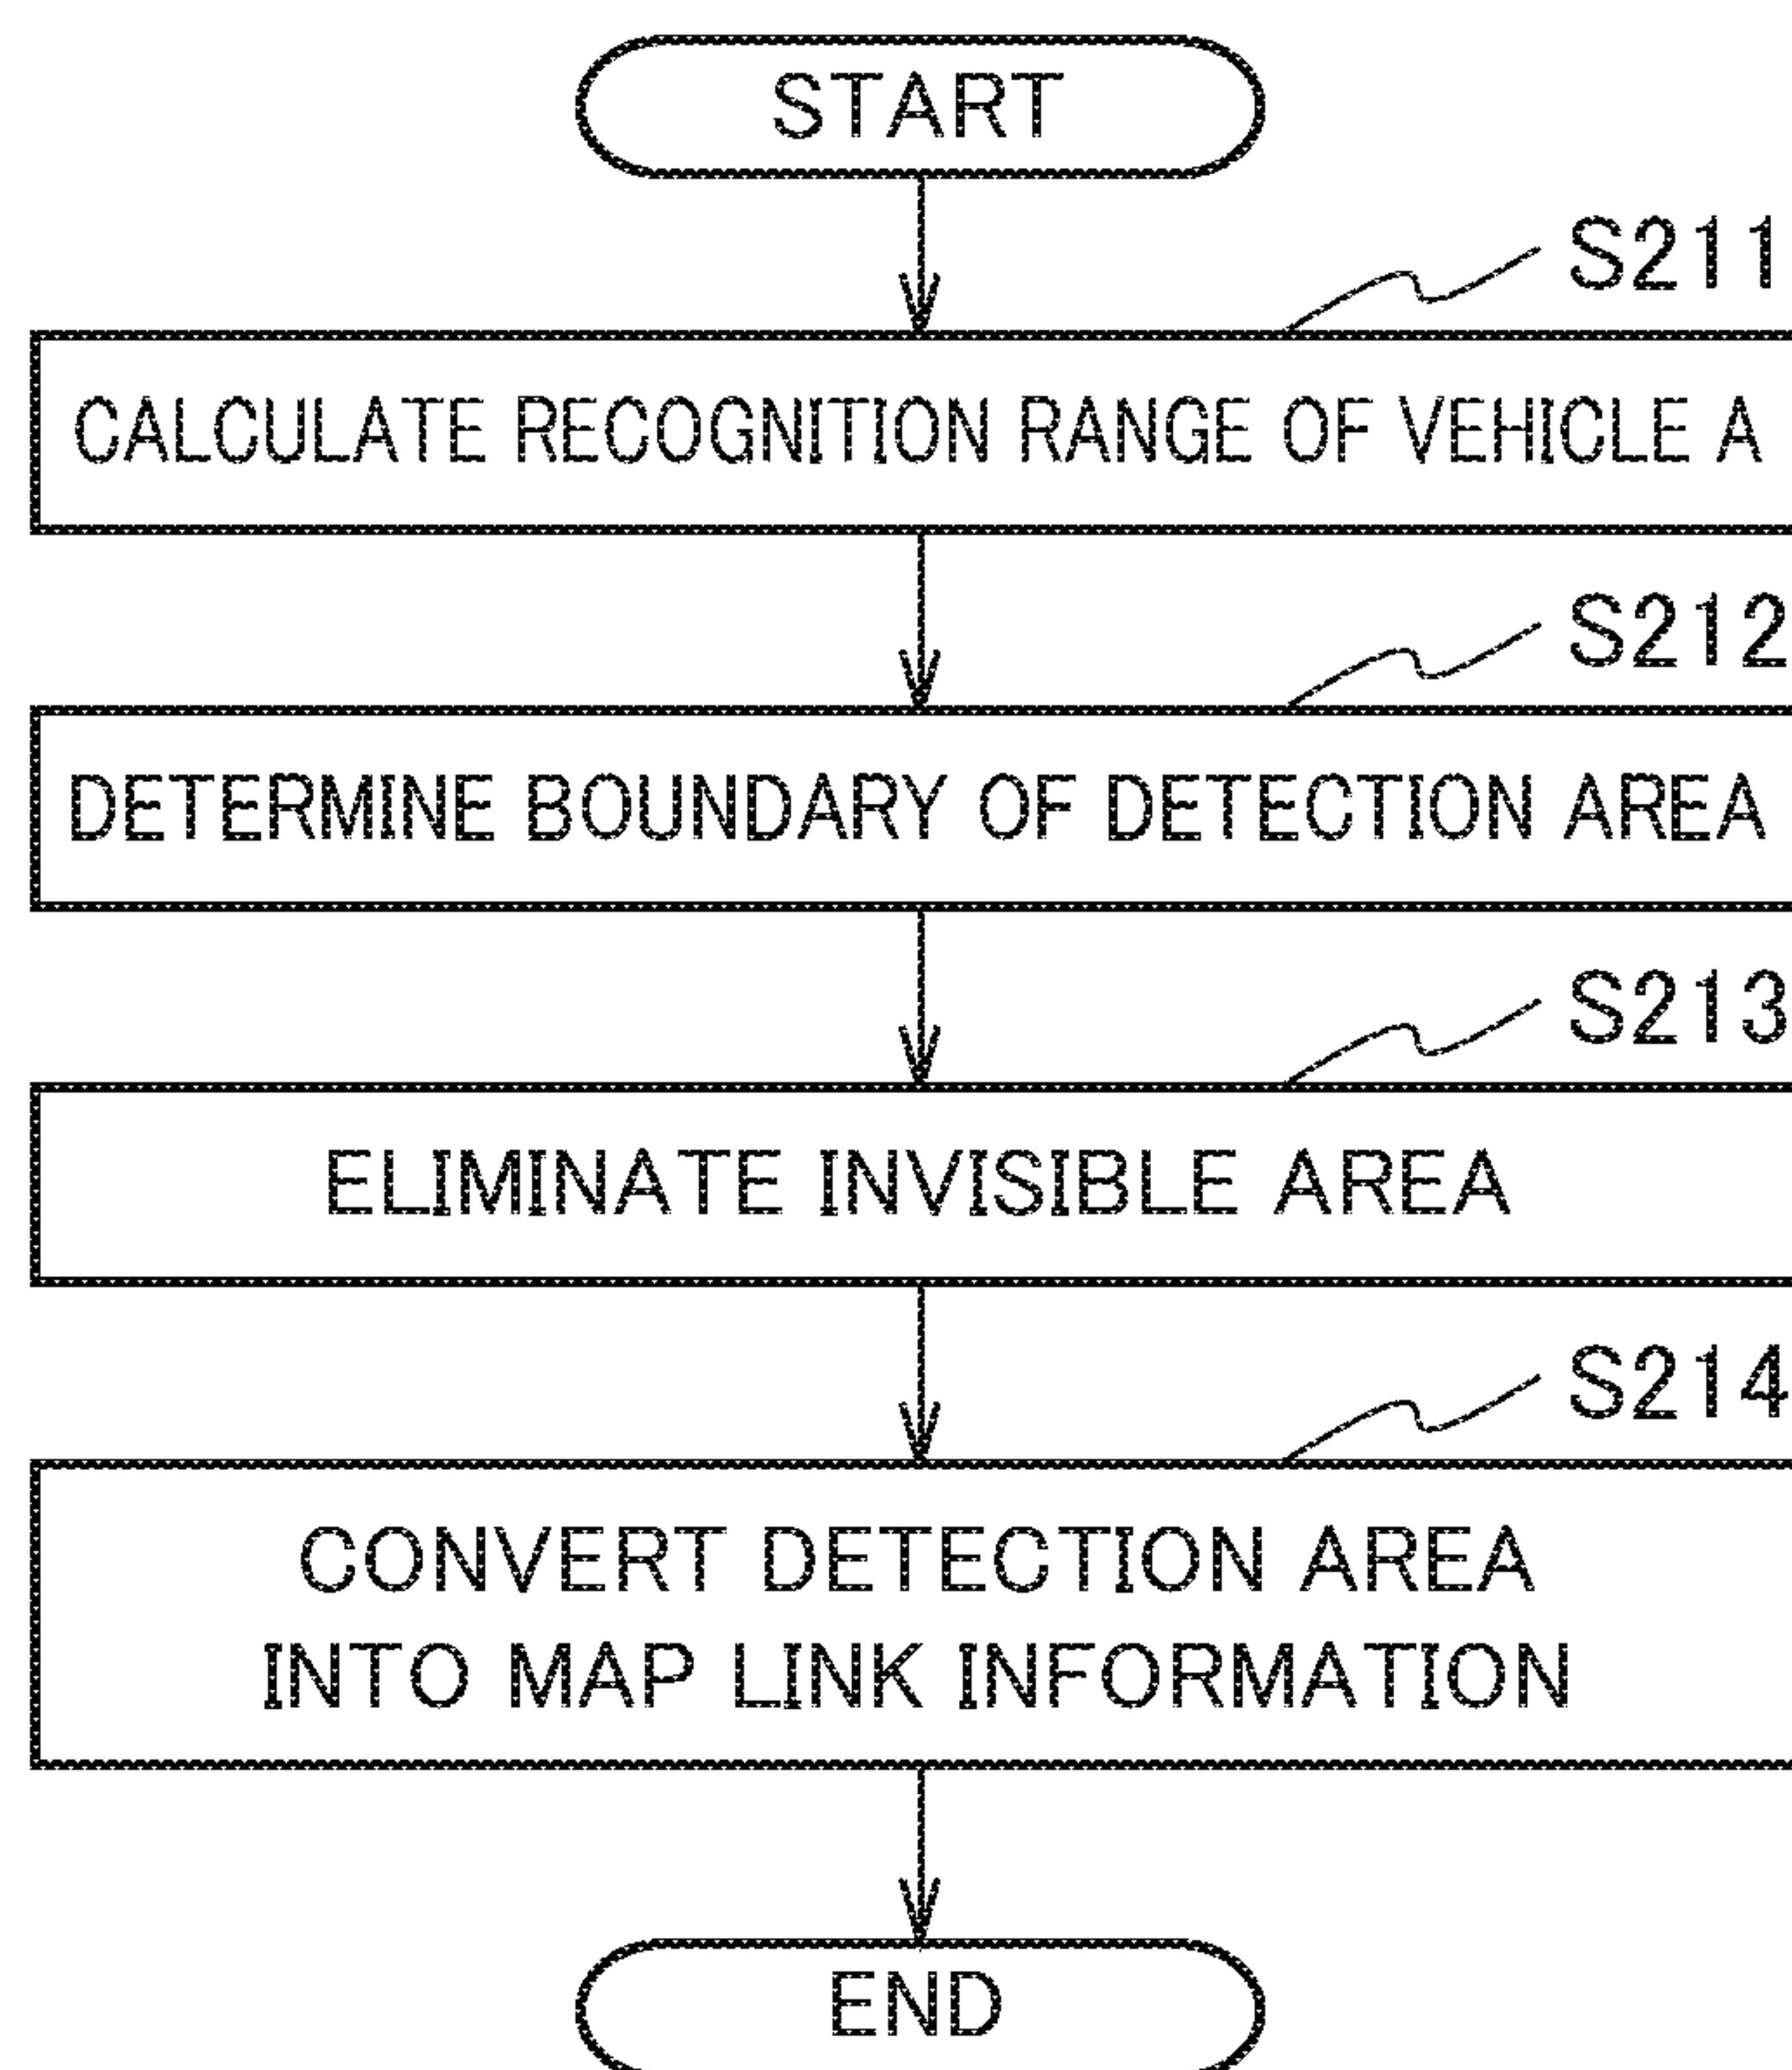 START
S211
CALCULATE RECOGNITION RANGE OF VEHICLE A
S212
DETERMINE BOUNDARY OF DETECTION AREA
S213
ELIMINATE INVISIBLE AREA
S214
CONVERT DETECTION AREA
INTO MAP LINK INFORMATION
END